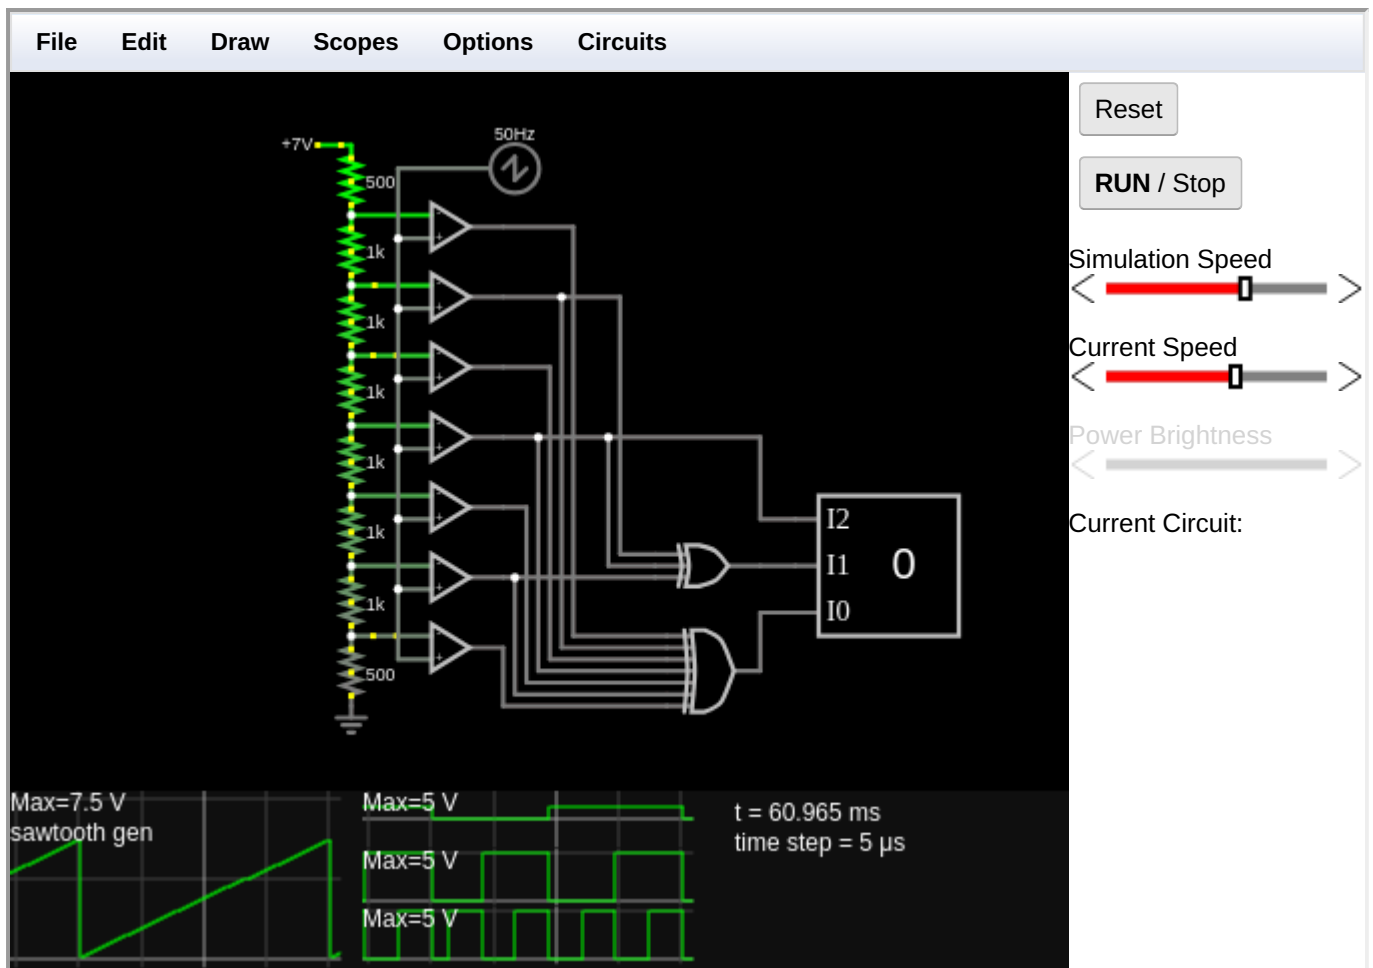 File Edit Draw Scopes Options Circuits
Reset
RUN / Stop
Simulation Speed
Current Speed
Power Brightness
Current Circuit:
50Hz
+7V
500
1k
1k
1k
1k
1k
1k
500
- +
- +
- +
- +
- +
- +
- +
I2
I1 0
I0
Max=7.5 V
sawtooth gen
Max=5 V
Max=5 V
Max=5 V
t = 60.965 ms
time step = 5 μs